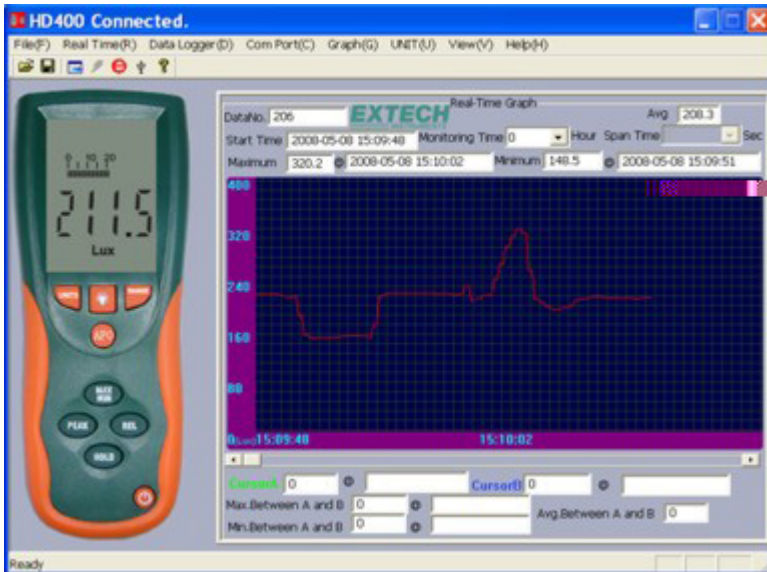 HD400 Connected.
File(F) Real Time(R) Data Logger(D) Com Port(C) Graph(G) UNIT(U) View(V) Help(H)
Real-Time Graph
DataNo. 206 EXTECH Avg 208.3
Start Time 2008-05-08 15:09:48 Monitoring Time 0 Hour Span Time Sec
Maximum 320.2 @ 2008-05-08 15:10:02 Minimum 148.5 @ 2008-05-08 15:09:51
400
0 10 20
211.5
Lux
320
240
UNITS
160
APO
80
MAX MIN
PEAK REL
HOLD
0 15:09:48 15:10:02
CursorA 0 @ CursorB 0 @
Max.Between A and B 0 @
Avg.Between A and B 0
Min.Between A and B 0 @
Ready